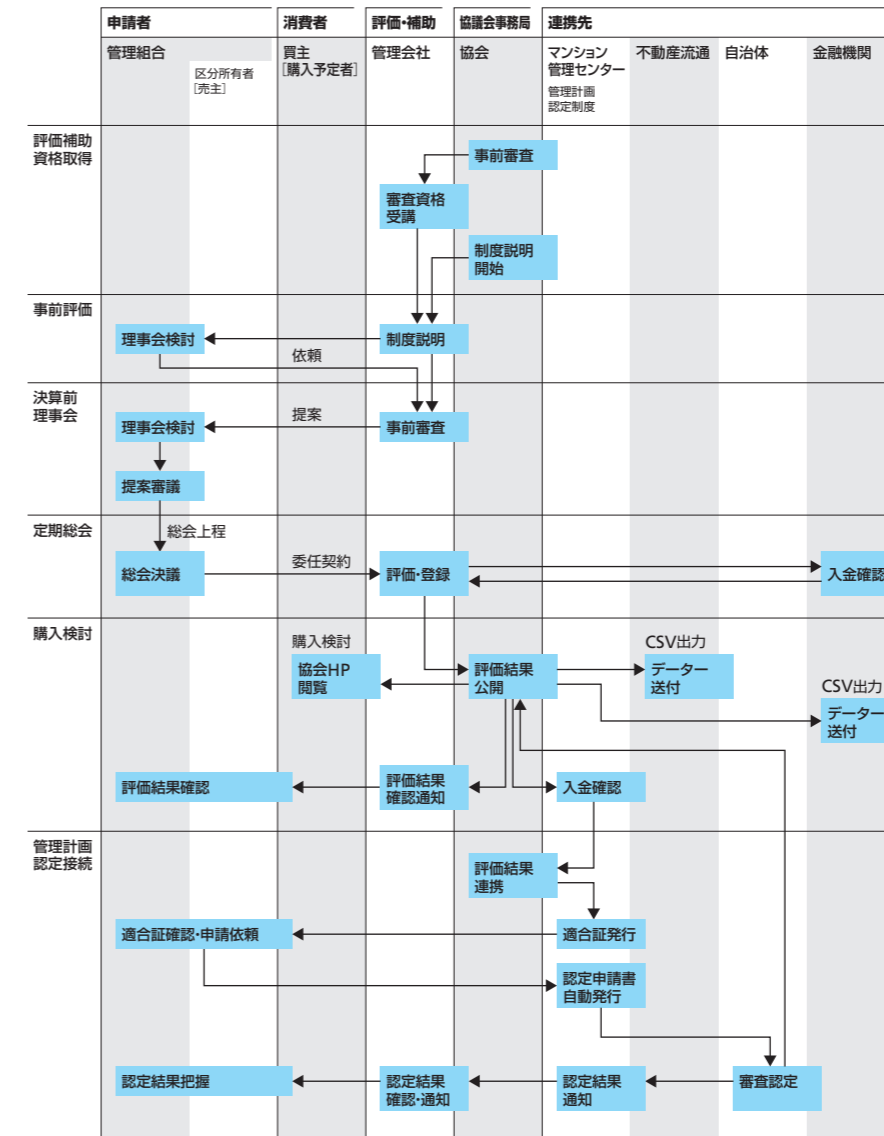 申請者
消費者
評価・補助
協議会事務局
連携先
管理組合
区分所有者
［売主］
買主
［購入予定者］
管理会社
協会
マンション
管理センター
管理計画
認定制度
不動産流通
自治体
金融機関
評価補助
資格取得
事前審査
審査資格
受講
制度説明
開始
事前評価
理事会検討
制度説明
依頼
決算前
理事会
理事会検討
提案
事前審査
提案審議
定期総会
総会上程
総会決議
委任契約
評価・登録
入金確認
購入検討
購入検討
協会HP
閲覧
評価結果
公開
CSV出力
データー
送付
CSV出力
データー
送付
評価結果確認
評価結果
確認通知
入金確認
管理計画
認定接続
評価結果
連携
適合証確認・申請依頼
適合証発行
認定申請書
自動発行
認定結果把握
認定結果
確認・通知
認定結果
通知
審査認定